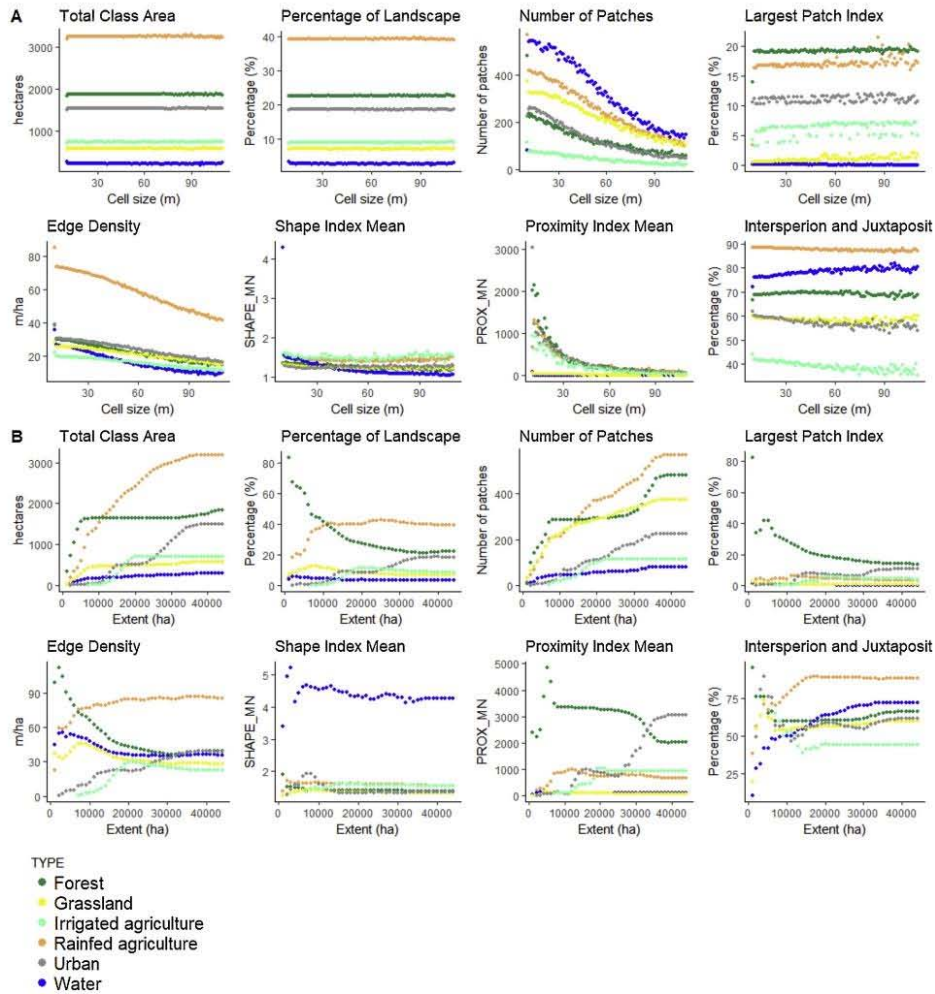 A
Total Class Area
Percentage of Landscape
Number of Patches
Largest Patch Index
hectares
3000
2000
1000
30
60
90
Cell size (m)
Percentage (%)
40
30
20
10
30
60
90
Cell size (m)
Number of patches
400
200
0
30
60
90
Cell size (m)
Percentage (%)
20
15
10
5
0
30
60
90
Cell size (m)
Edge Density
Shape Index Mean
Proximity Index Mean
Interspersion and Juxtaposit
m/ha
80
60
40
20
30
60
90
Cell size (m)
SHAPE_MN
4
3
2
1
30
60
90
Cell size (m)
PROX_MN
3000
2000
1000
0
30
60
90
Cell size (m)
Percentage (%)
90
80
70
60
50
40
30
60
90
Cell size (m)
B
Total Class Area
Percentage of Landscape
Number of Patches
Largest Patch Index
hectares
3000
2000
1000
0
0
10000
20000
30000
40000
Extent (ha)
Percentage (%)
80
60
40
20
0
0
10000
20000
30000
40000
Extent (ha)
Number of patches
400
200
0
0
10000
20000
30000
40000
Extent (ha)
Percentage (%)
80
60
40
20
0
0
10000
20000
30000
40000
Extent (ha)
Edge Density
Shape Index Mean
Proximity Index Mean
Interspersion and Juxtaposit
m/ha
90
60
30
0
0
10000
20000
30000
40000
Extent (ha)
SHAPE_MN
5
4
3
2
0
10000
20000
30000
40000
Extent (ha)
PROX_MN
5000
4000
3000
2000
1000
0
0
10000
20000
30000
40000
Extent (ha)
Percentage (%)
75
50
25
0
10000
20000
30000
40000
Extent (ha)
TYPE
Forest
Grassland
Irrigated agriculture
Rainfed agriculture
Urban
Water